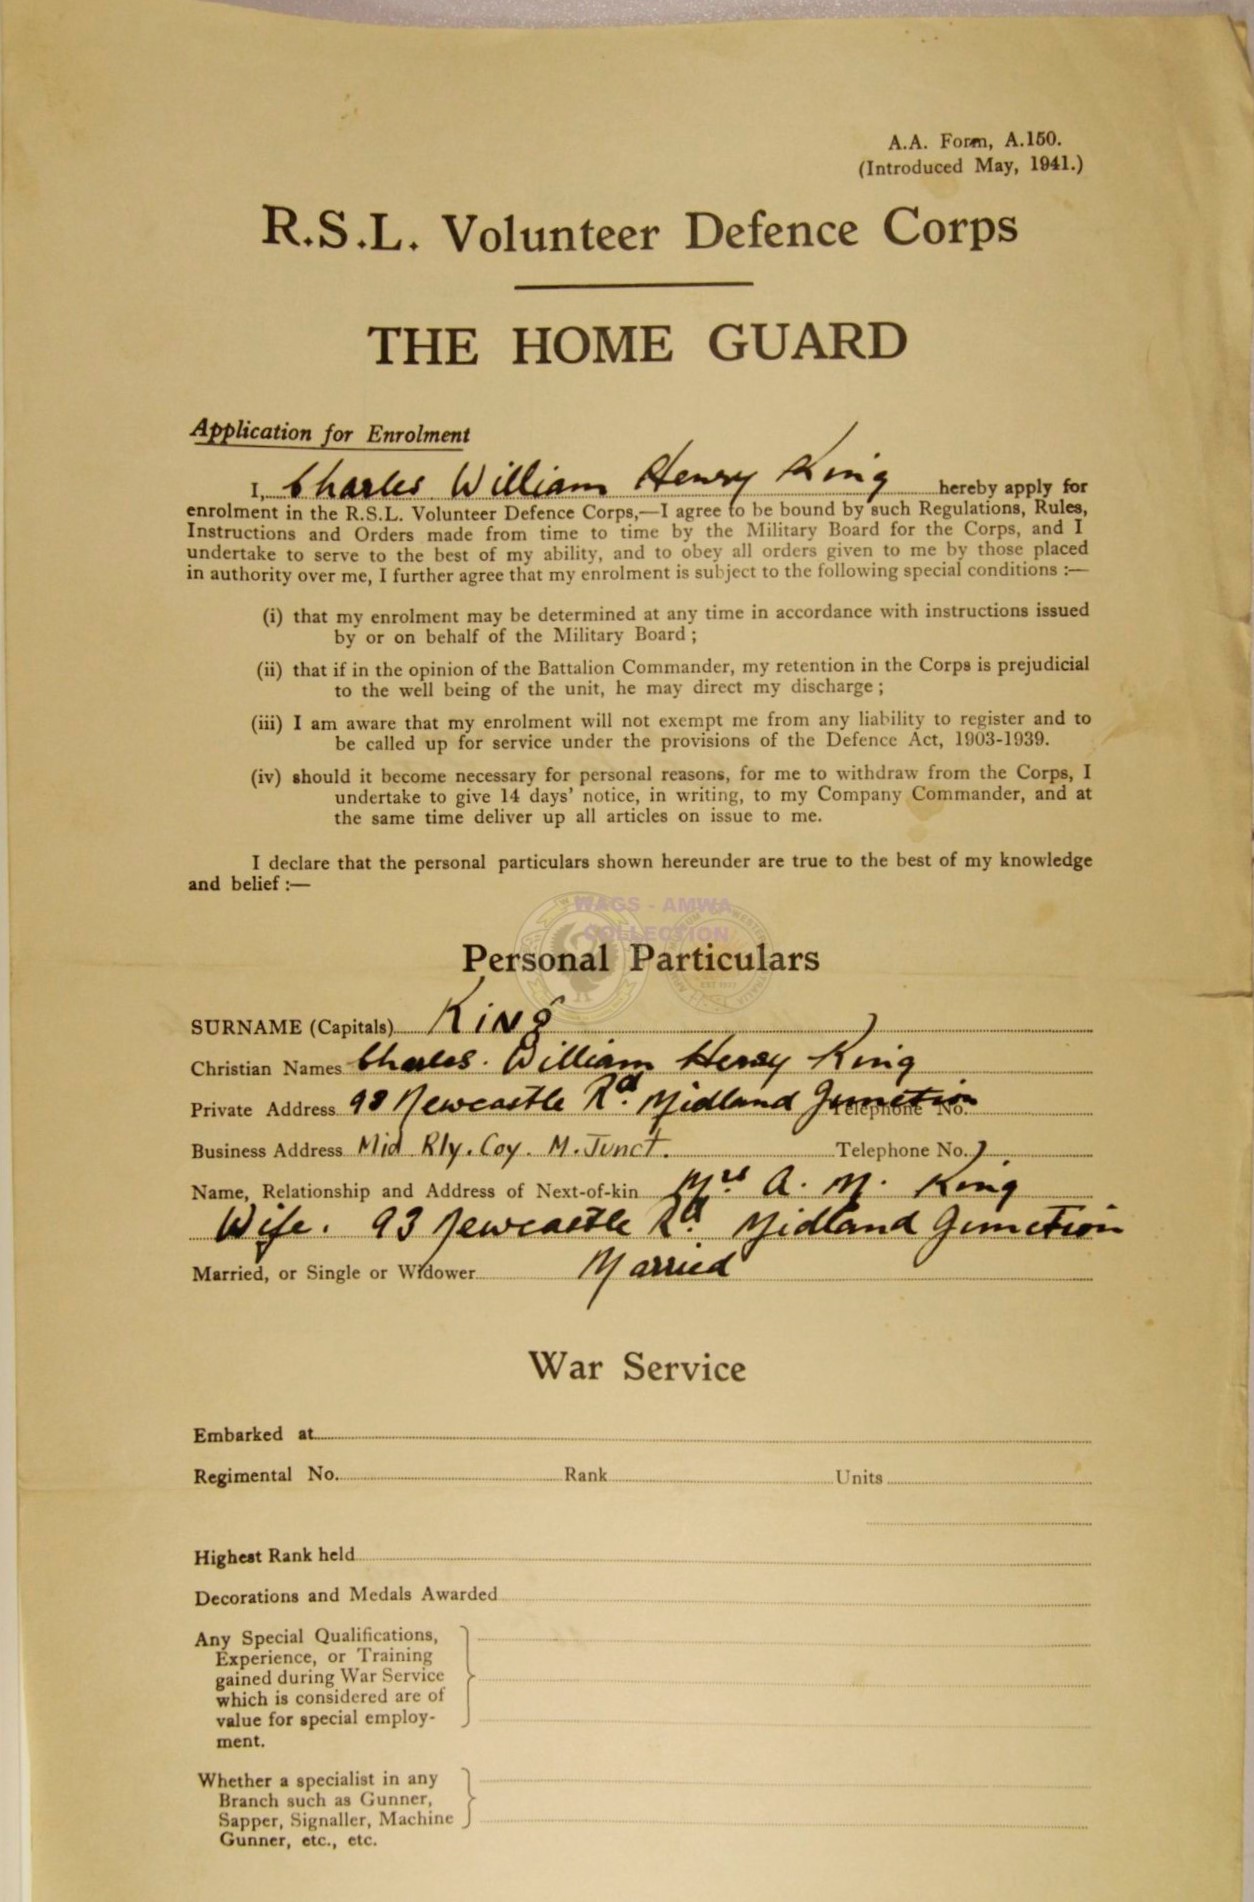 A.A. Form, A.150.
(Introduced May, 1941.)
R.S.L. Volunteer Defence Corps
THE HOME GUARD
Application for Enrolment
I, Charles William Henry King hereby apply for
enrolment in the R.S.L. Volunteer Defence Corps,—I agree to be bound by such Regulations, Rules,
Instructions and Orders made from time to time by the Military Board for the Corps, and I
undertake to serve to the best of my ability, and to obey all orders given to me by those placed
in authority over me, I further agree that my enrolment is subject to the following special conditions :—
(i) that my enrolment may be determined at any time in accordance with instructions issued
by or on behalf of the Military Board ;
(ii) that if in the opinion of the Battalion Commander, my retention in the Corps is prejudicial
to the well being of the unit, he may direct my discharge ;
(iii) I am aware that my enrolment will not exempt me from any liability to register and to
be called up for service under the provisions of the Defence Act, 1903-1939.
(iv) should it become necessary for personal reasons, for me to withdraw from the Corps, I
undertake to give 14 days' notice, in writing, to my Company Commander, and at
the same time deliver up all articles on issue to me.
I declare that the personal particulars shown hereunder are true to the best of my knowledge
and belief :—
WAGS - AMWA
COLLECTION
Personal Particulars
SURNAME (Capitals) KING
Christian Names Charles. William Henry King
Private Address 93 Newcastle Rd. Midland Junction Telephone No.
Business Address Mid Rly. Coy. M. Junct. Telephone No.
Name, Relationship and Address of Next-of-kin Mrs A. M. King
Wife. 93 Newcastle Rd. Midland Junction
Married, or Single or Widower Married
War Service
Embarked at
Regimental No. Rank Units
Highest Rank held
Decorations and Medals Awarded
Any Special Qualifications,
Experience, or Training
gained during War Service
which is considered are of
value for special employ-
ment.
Whether a specialist in any
Branch such as Gunner,
Sapper, Signaller, Machine
Gunner, etc., etc.